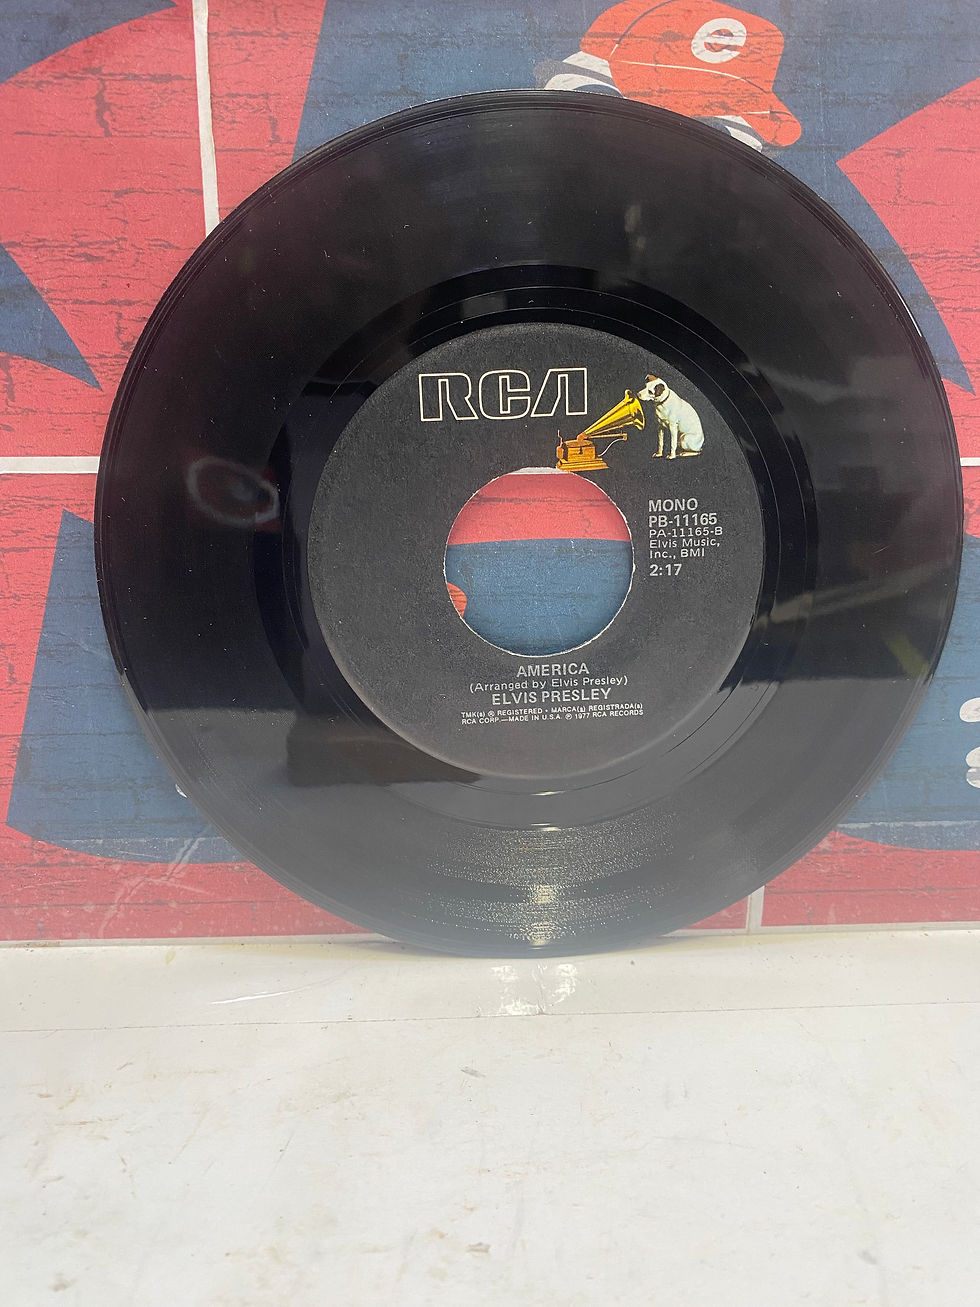 e
RCA
MONO
PB-11165
PA-11165-B
Elvis Music,
Inc., BMI
2:17
AMERICA
(Arranged by Elvis Presley)
ELVIS PRESLEY
TMK(s) ® REGISTERED • MARCA(s) REGISTRADA(s)
RCA CORP.—MADE IN U.S.A. ℗ 1977 RCA RECORDS